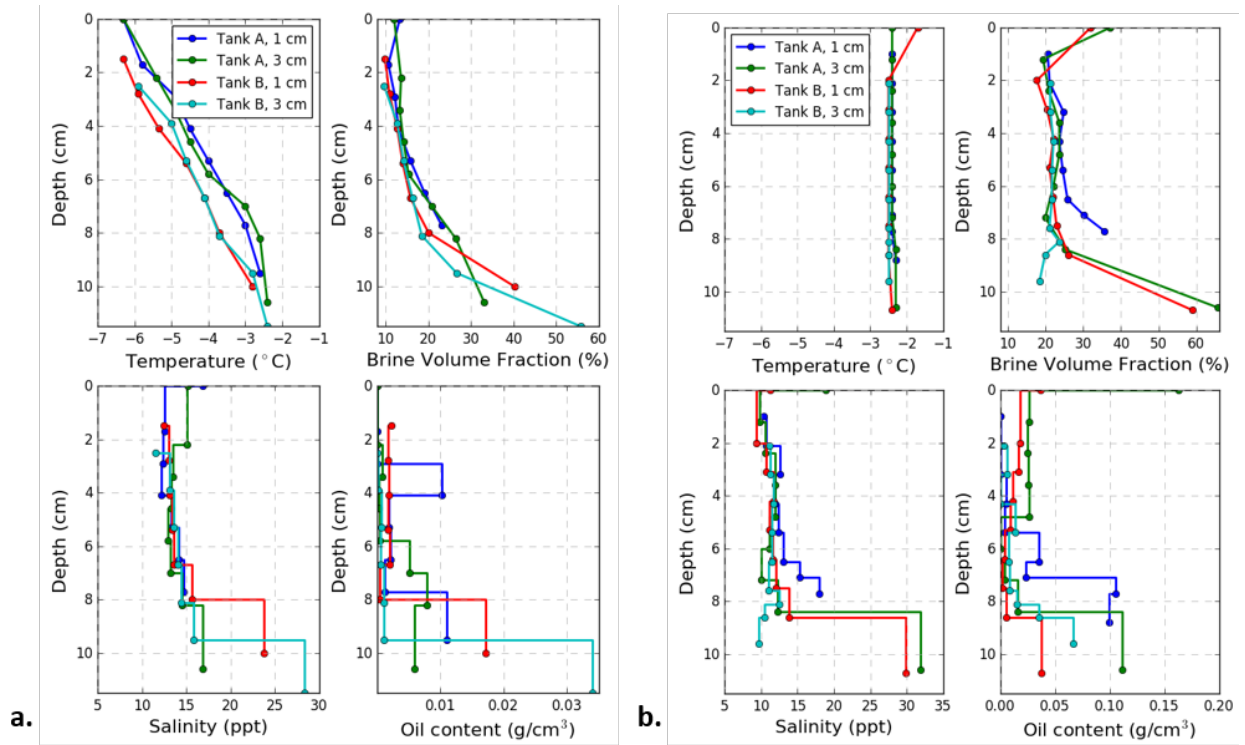 0
2
4
6
8
10
Depth (cm)
Tank A, 1 cm
Tank A, 3 cm
Tank B, 1 cm
Tank B, 3 cm
−7 −6 −5 −4 −3 −2 −1
Temperature (°C)
0
2
4
6
8
10
Depth (cm)
10 20 30 40 50 60
Brine Volume Fraction (%)
0
2
4
6
8
10
Depth (cm)
5 10 15 20 25 30
Salinity (ppt)
0
2
4
6
8
10
Depth (cm)
0.00 0.01 0.02 0.03
Oil content (g/cm³)
a.
0
2
4
6
8
10
Depth (cm)
Tank A, 1 cm
Tank A, 3 cm
Tank B, 1 cm
Tank B, 3 cm
−7 −6 −5 −4 −3 −2 −1
Temperature (°C)
0
2
4
6
8
10
Depth (cm)
10 20 30 40 50 60
Brine Volume Fraction (%)
0
2
4
6
8
10
Depth (cm)
5 10 15 20 25 30 35
Salinity (ppt)
0
2
4
6
8
10
Depth (cm)
0.00 0.05 0.10 0.15 0.20
Oil content (g/cm³)
b.